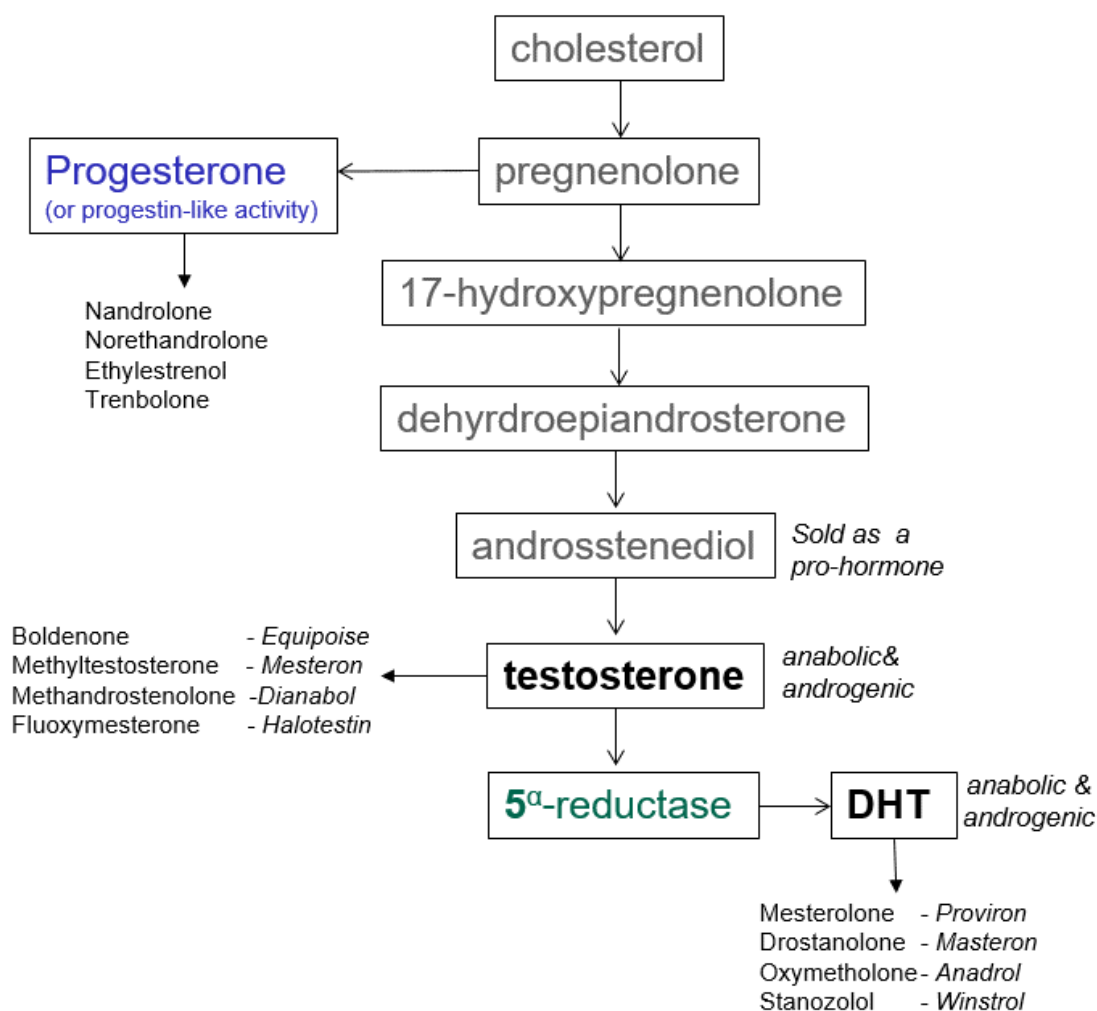 cholesterol
Progesterone
(or progestin-like activity)
pregnenolone
Nandrolone
Norethandrolone
Ethylestrenol
Trenbolone
17-hydroxypregnenolone
dehyrdroepiandrosterone
androsstenediol
Sold as a
pro-hormone
Boldenone - Equipoise
Methyltestosterone - Mesteron
Methandrostenolone -Dianabol
Fluoxymesterone - Halotestin
testosterone
anabolic&
androgenic
5α-reductase
DHT
anabolic &
androgenic
Mesterolone - Proviron
Drostanolone - Masteron
Oxymetholone - Anadrol
Stanozolol - Winstrol